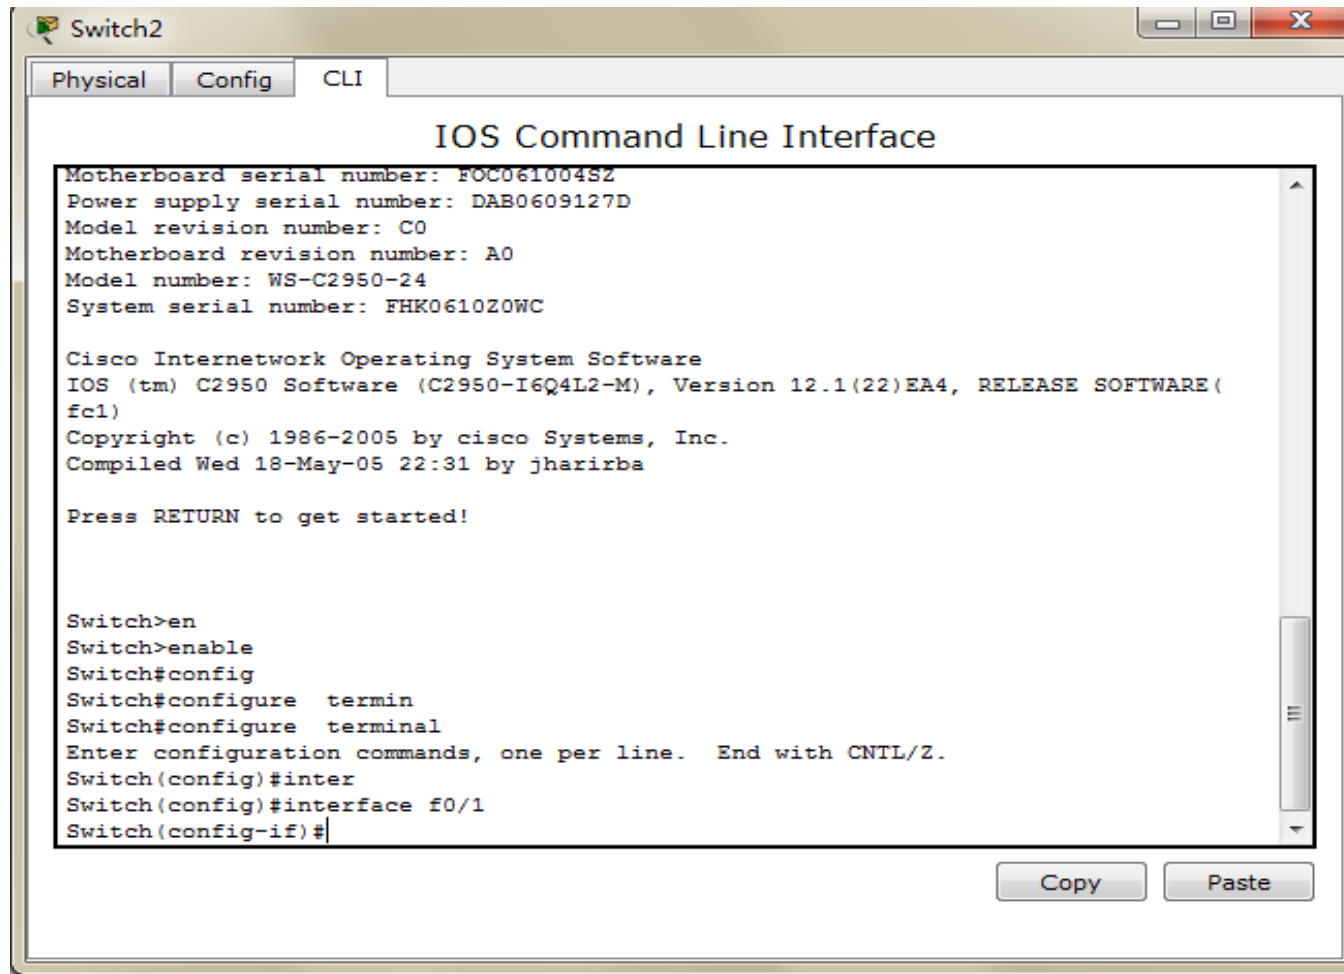 Switch2
Physical Config CLI
IOS Command Line Interface
Motherboard serial number: FOC061004SZ
Power supply serial number: DAB0609127D
Model revision number: C0
Motherboard revision number: A0
Model number: WS-C2950-24
System serial number: FHK0610Z0WC
Cisco Internetwork Operating System Software
IOS (tm) C2950 Software (C2950-I6Q4L2-M), Version 12.1(22)EA4, RELEASE SOFTWARE(
fc1)
Copyright (c) 1986-2005 by cisco Systems, Inc.
Compiled Wed 18-May-05 22:31 by jharirba
Press RETURN to get started!
Switch>en
Switch>enable
Switch#config
Switch#configure  termin
Switch#configure  terminal
Enter configuration commands, one per line.  End with CNTL/Z.
Switch(config)#inter
Switch(config)#interface f0/1
Switch(config-if)#
Copy Paste